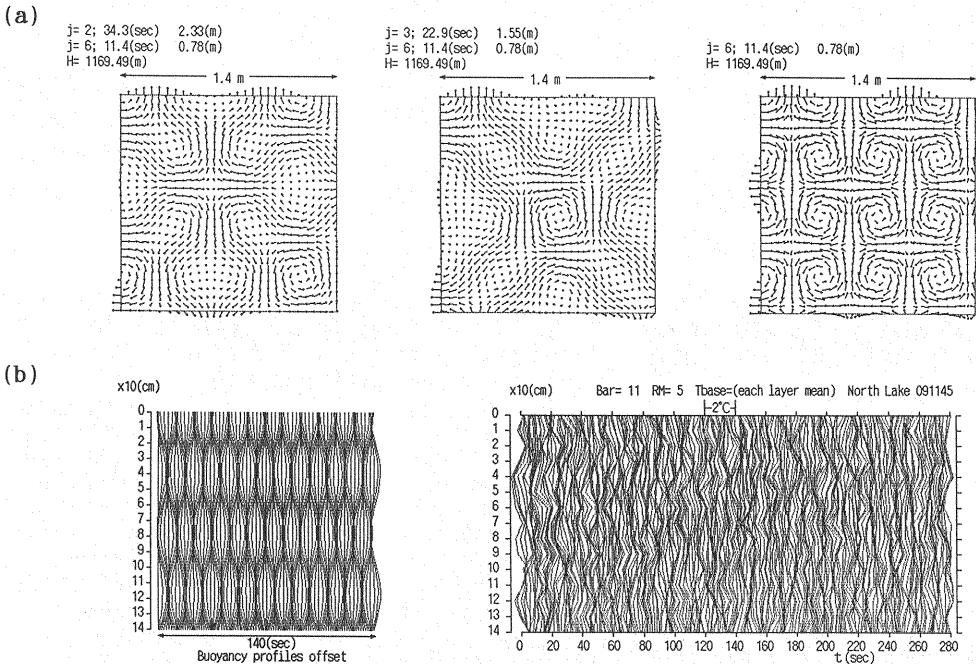 (a)
j= 2; 34.3(sec) 2.33(m)
j= 6; 11.4(sec) 0.78(m)
H= 1169.49(m)
1.4 m
j= 3; 22.9(sec) 1.55(m)
j= 6; 11.4(sec) 0.78(m)
H= 1169.49(m)
1.4 m
j= 6; 11.4(sec) 0.78(m)
H= 1169.49(m)
1.4 m
(b)
x10(cm)
0
1
2
3
4
5
6
7
8
9
10
11
12
13
14
140(sec)
Buoyancy profiles offset
x10(cm) Bar= 11 RM= 5 Tbase=(each layer mean) North Lake 091145
2°C
0
1
2
3
4
5
6
7
8
9
10
11
12
13
14
0 20 40 60 80 100 120 140 160 180 200 220 240 260 280
t(sec)